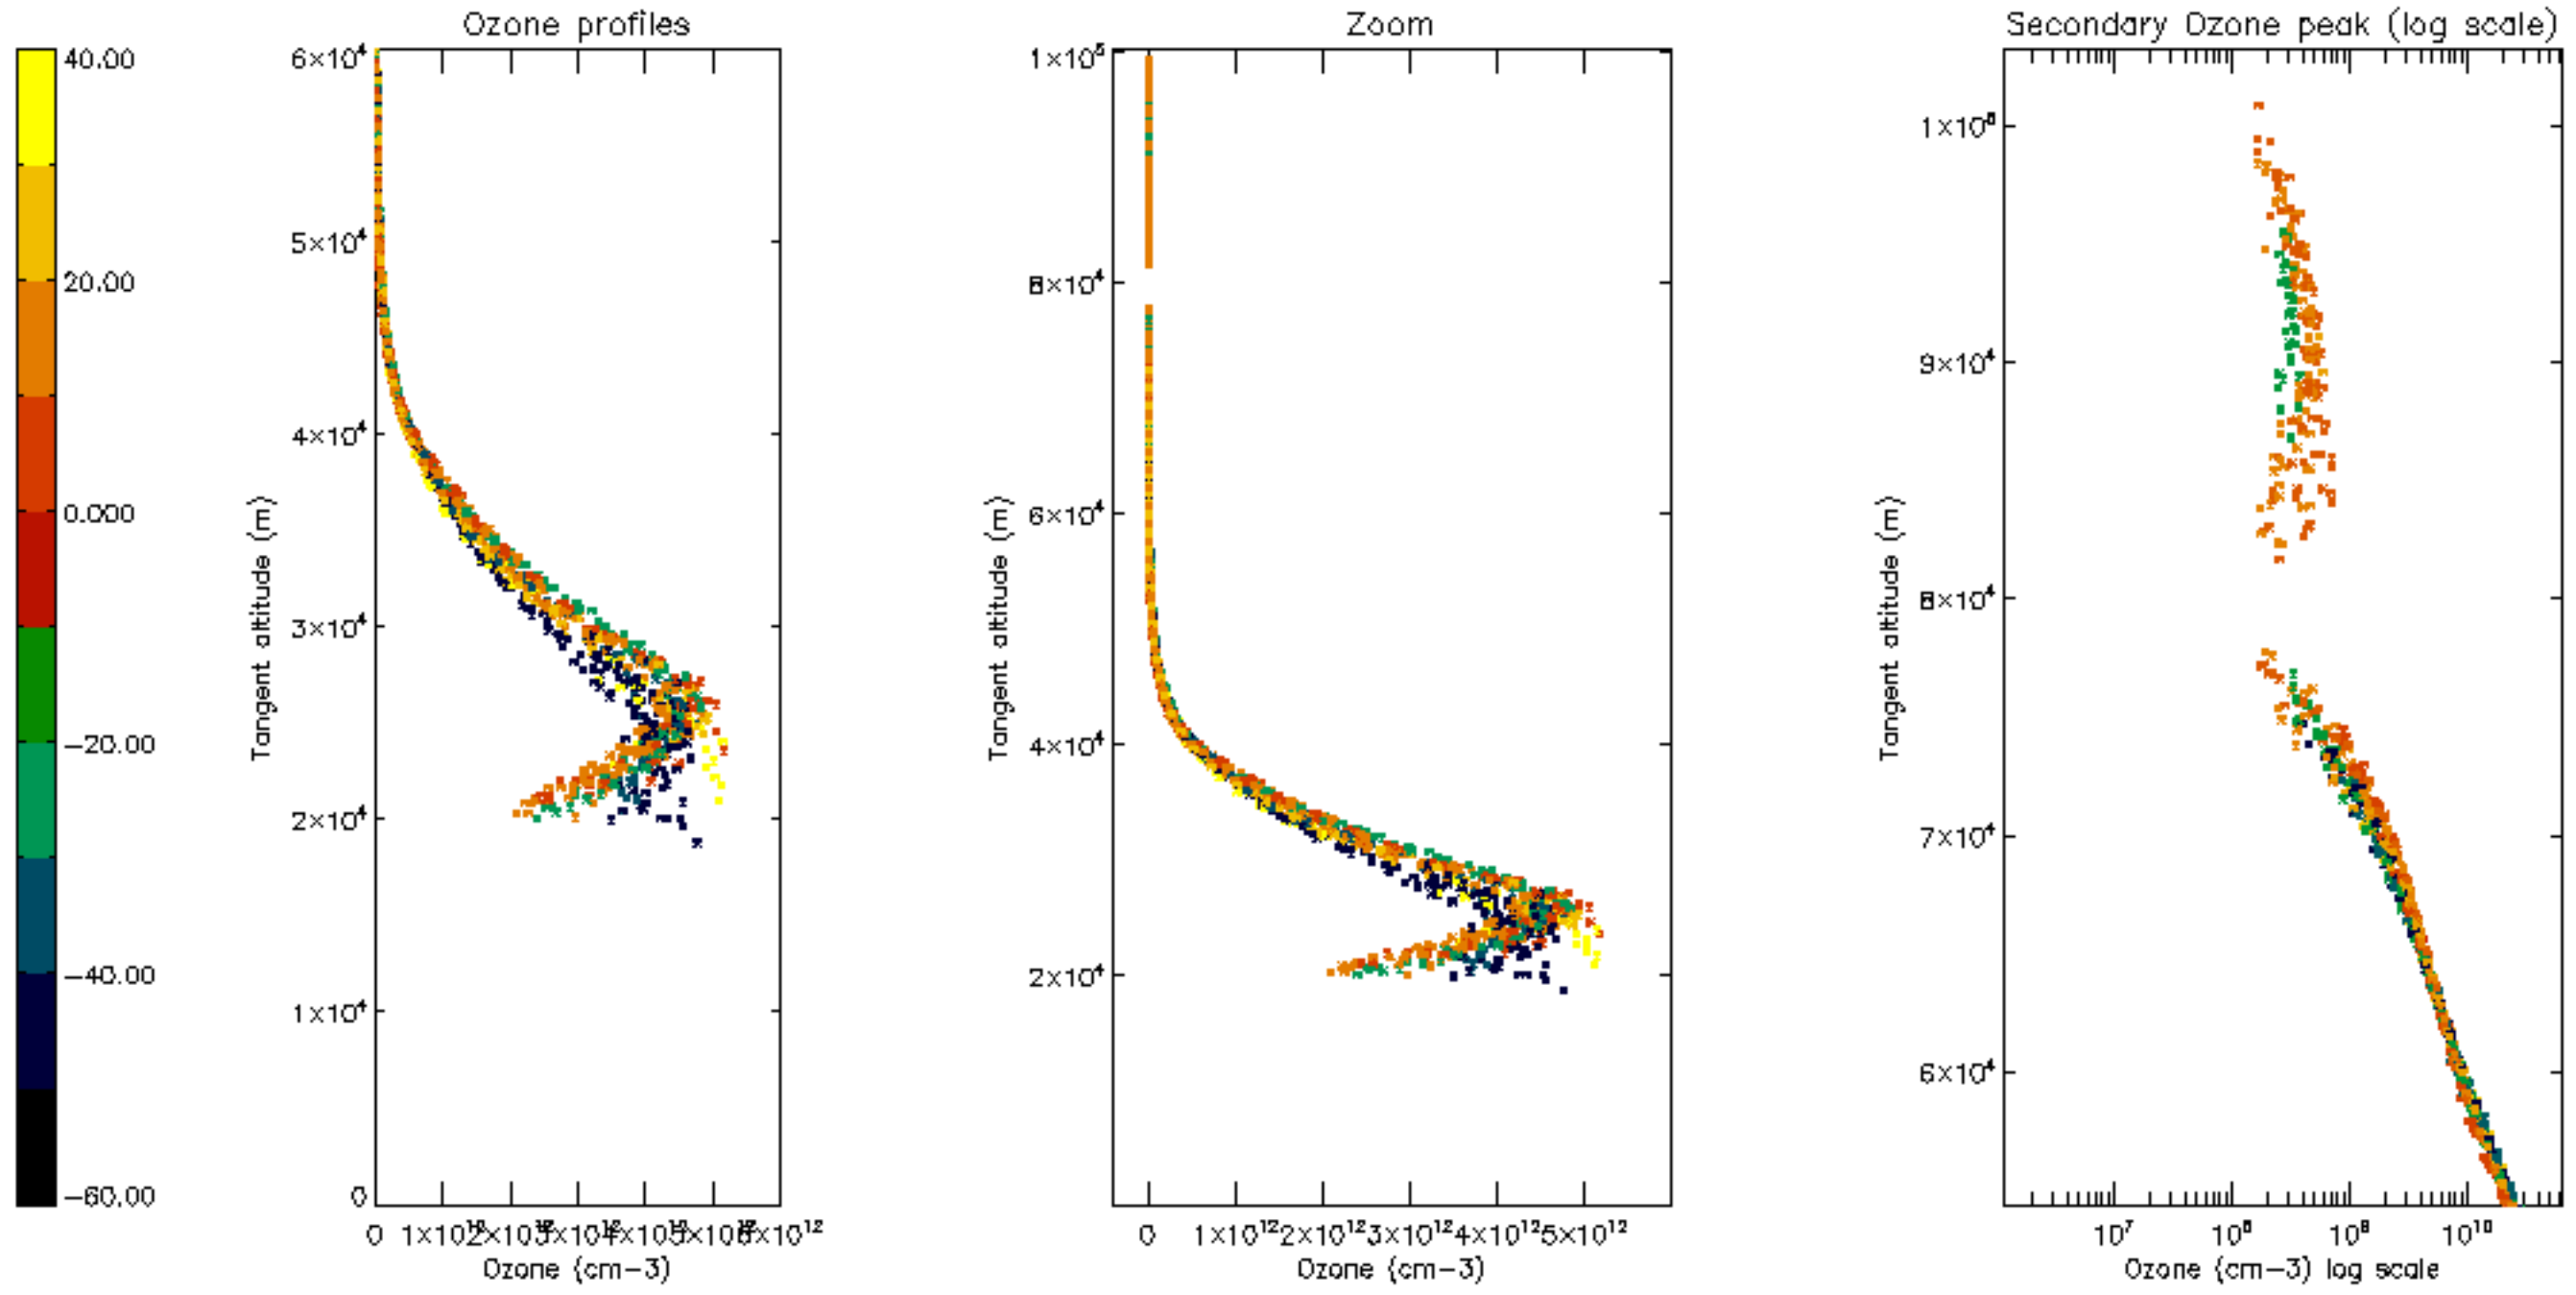 Ozone profiles
40.00
20.00
0.000
−20.00
−40.00
−60.00
6×10⁴
5×10⁴
4×10⁴
3×10⁴
2×10⁴
1×10⁴
0
Tangent altitude (m)
0
6×10¹²
Ozone (cm−3)
Zoom
1×10⁵
8×10⁴
6×10⁴
4×10⁴
2×10⁴
Tangent altitude (m)
0 1×10¹² 2×10¹² 3×10¹² 4×10¹² 5×10¹²
Ozone (cm−3)
Secondary Ozone peak (log scale)
1×10⁵
9×10⁴
8×10⁴
7×10⁴
6×10⁴
Tangent altitude (m)
10⁷ 10⁸ 10⁹ 10¹⁰
Ozone (cm−3) log scale